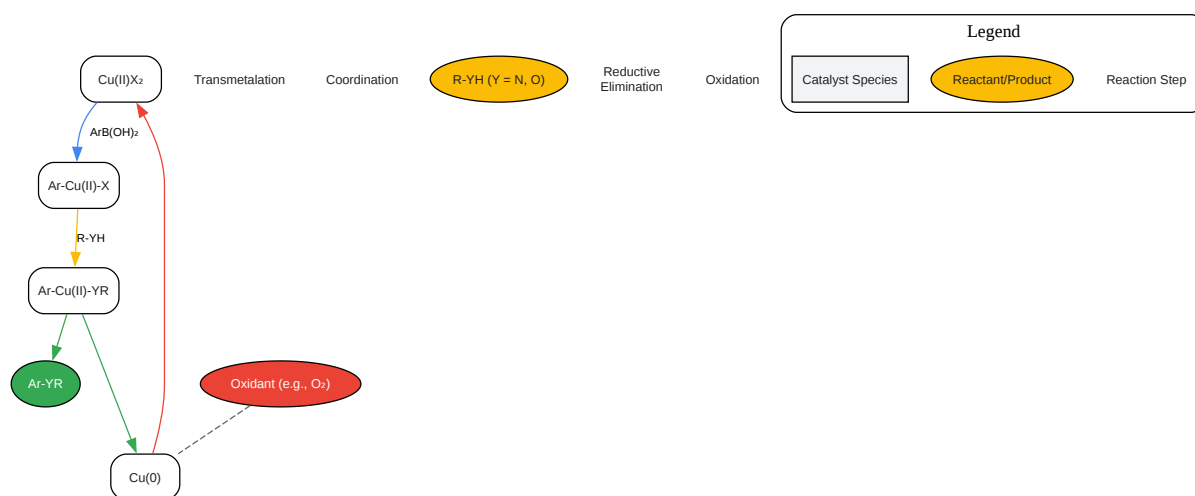 Legend
Cu(II)X₂
Transmetalation
Coordination
R-YH (Y = N, O)
Reductive
Elimination
Oxidation
Catalyst Species
Reactant/Product
Reaction Step
ArB(OH)₂
Ar-Cu(II)-X
R-YH
Ar-Cu(II)-YR
Ar-YR
Oxidant (e.g., O₂)
Cu(0)